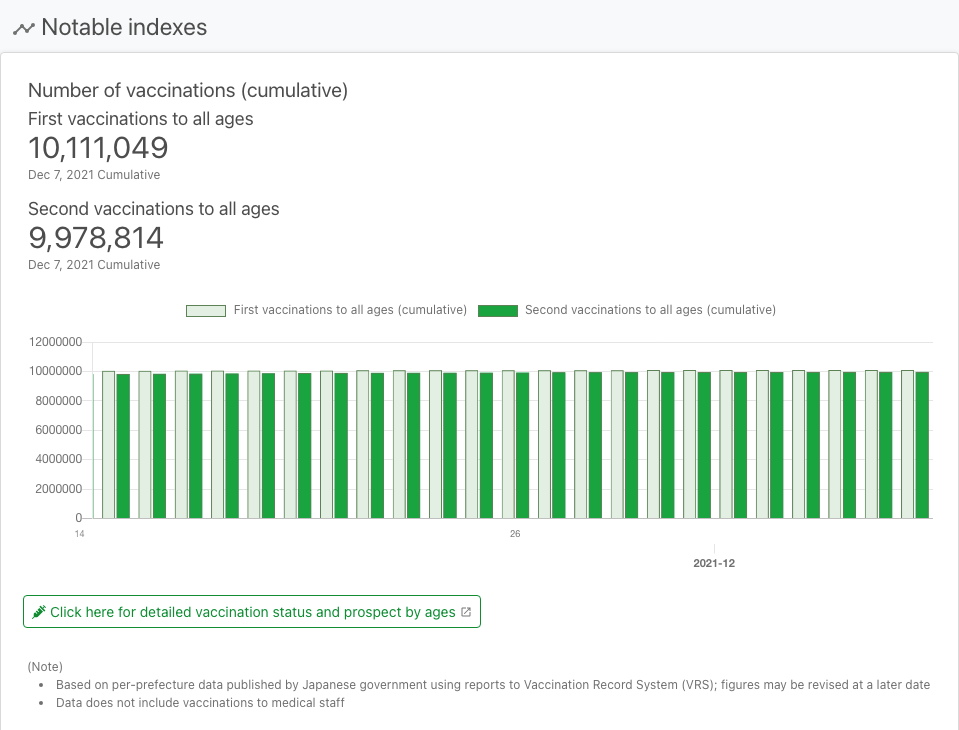 Notable indexes
Number of vaccinations (cumulative)
First vaccinations to all ages
10,111,049
Dec 7, 2021 Cumulative
Second vaccinations to all ages
9,978,814
Dec 7, 2021 Cumulative
First vaccinations to all ages (cumulative) Second vaccinations to all ages (cumulative)
12000000
10000000
8000000
6000000
4000000
2000000
0
14 26
2021-12
Click here for detailed vaccination status and prospect by ages
(Note)
• Based on per-prefecture data published by Japanese government using reports to Vaccination Record System (VRS); figures may be revised at a later date
• Data does not include vaccinations to medical staff